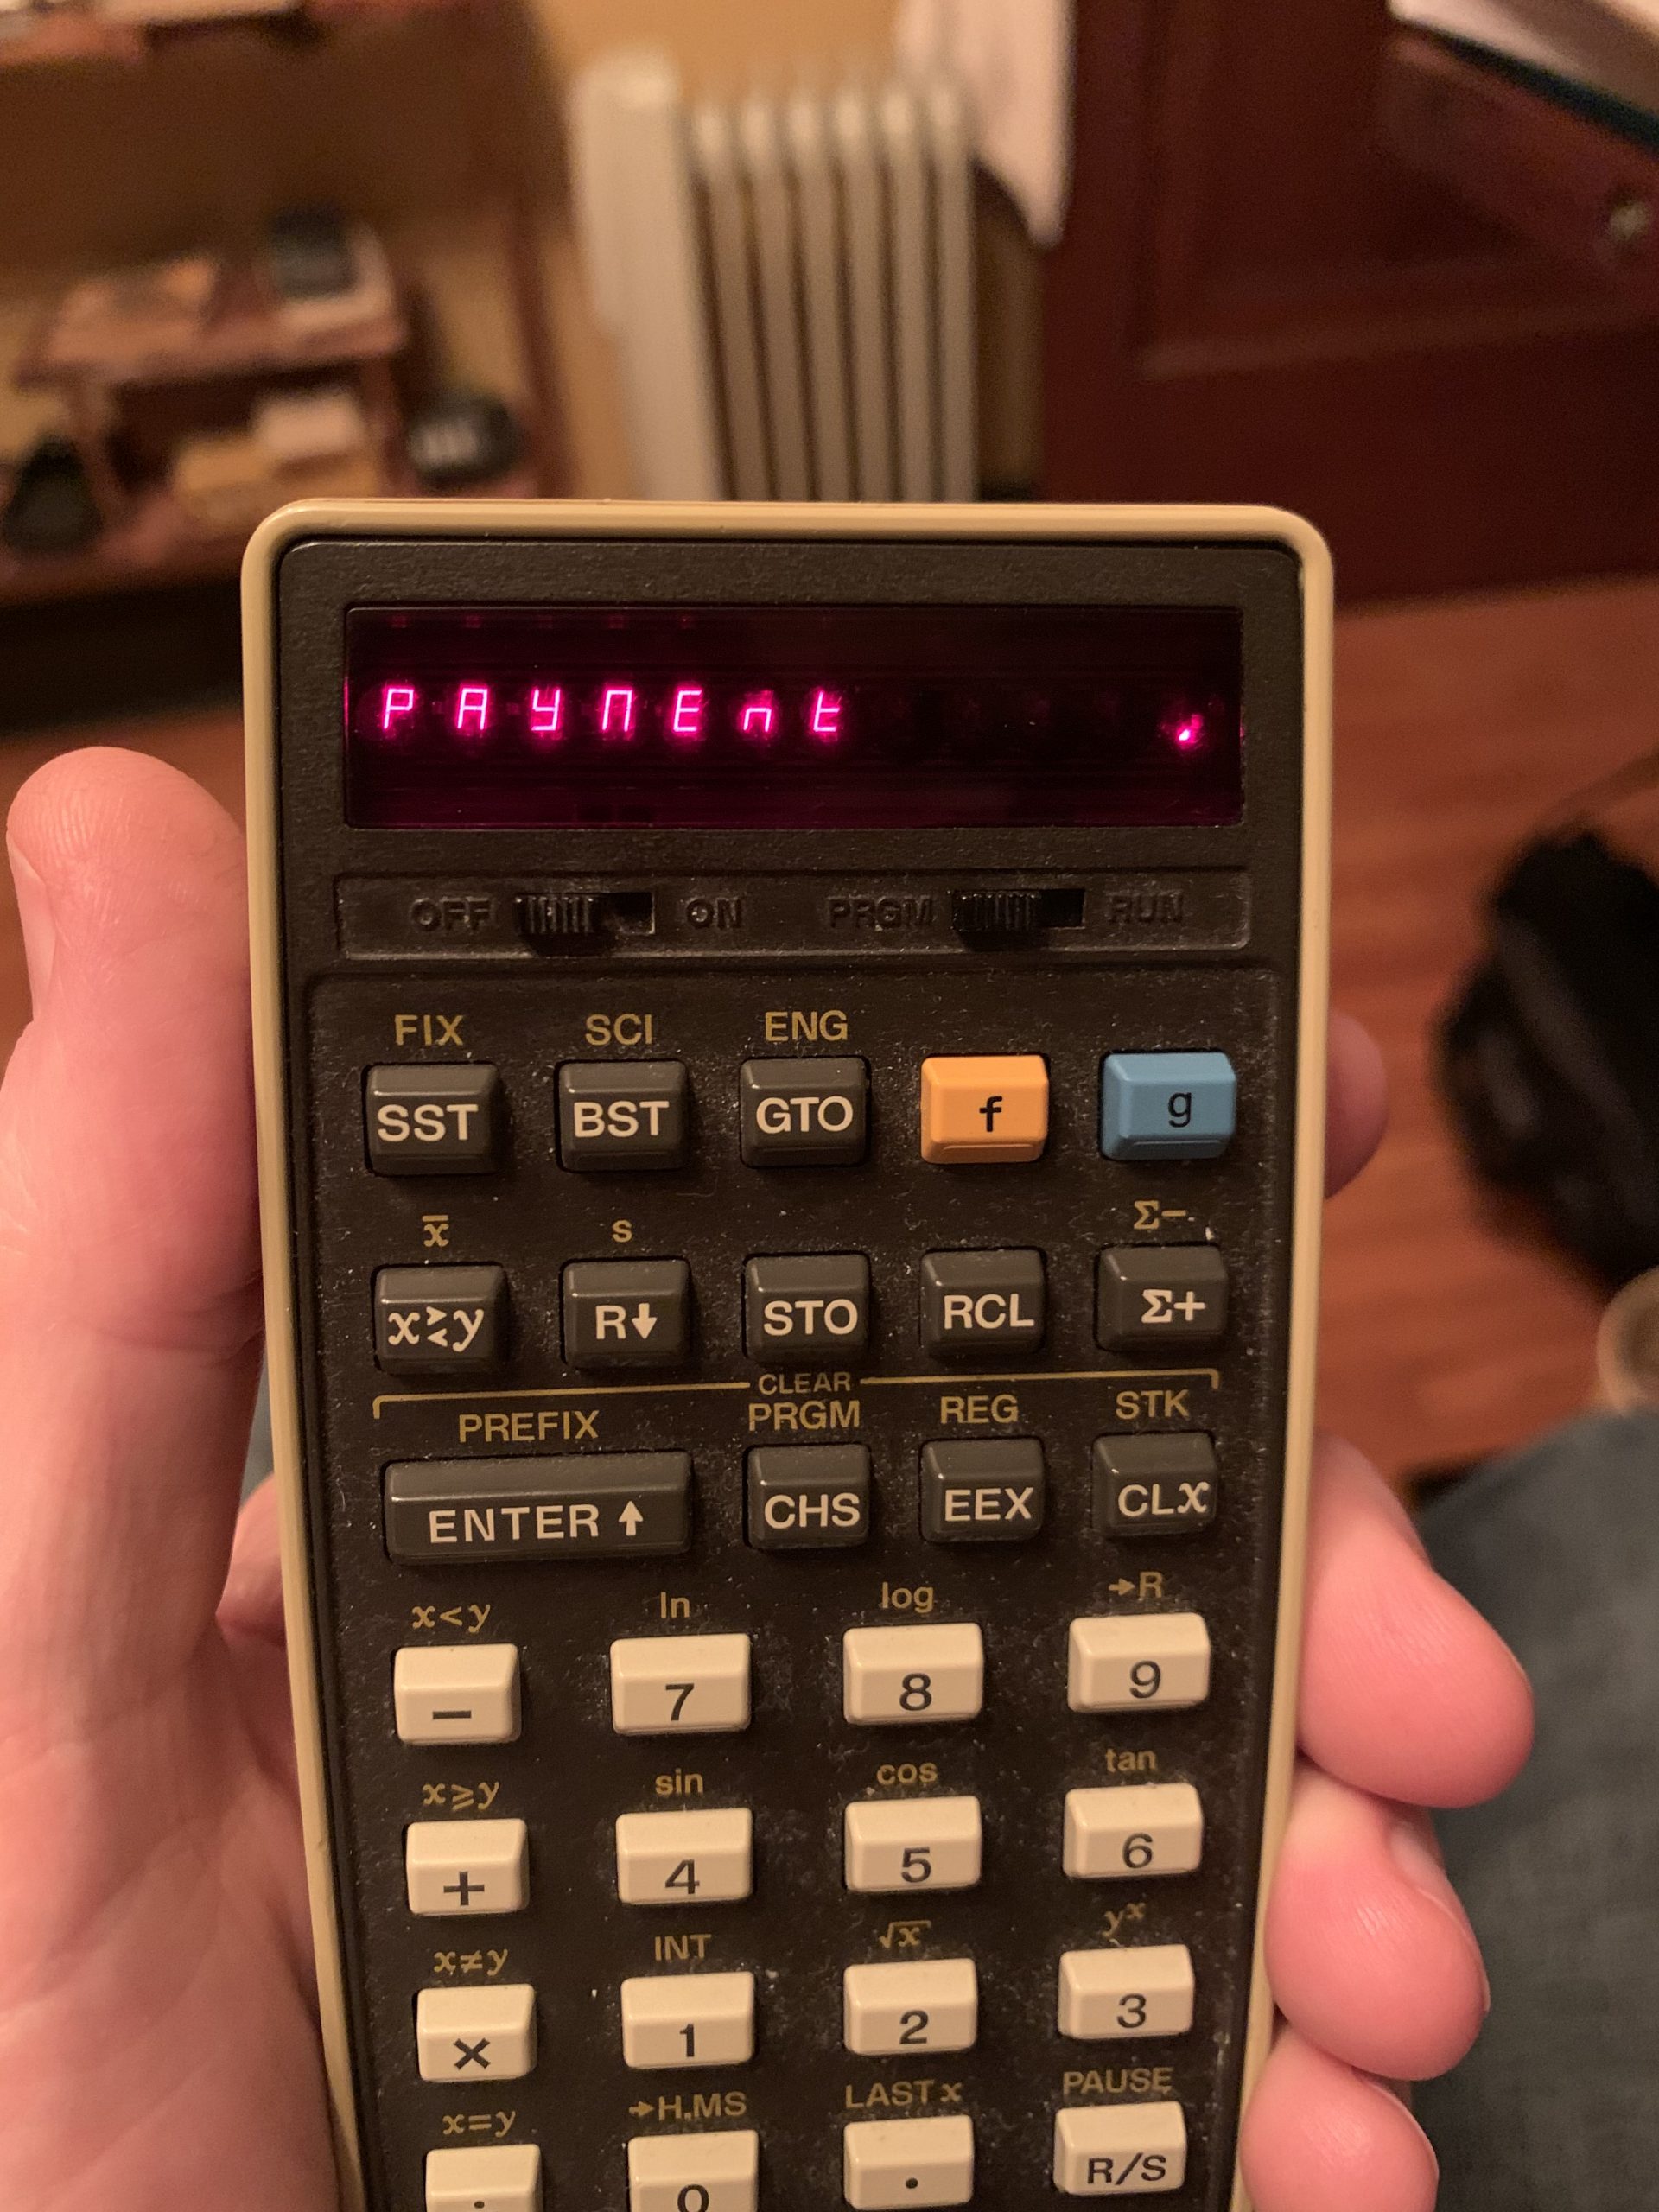 PAYMEnt
OFF ON PRGM RUN
FIX SCI ENG
SST BST GTO f g
x̄ s Σ−
x≷y R↓ STO RCL Σ+
CLEAR
PREFIX PRGM REG STK
ENTER ↑ CHS EEX CLx
x<y ln log →R
− 7 8 9
x≥y sin cos tan
+ 4 5 6
x≠y INT √x yˣ
× 1 2 3
x=y →H.MS LAST x PAUSE
÷ 0 . R/S